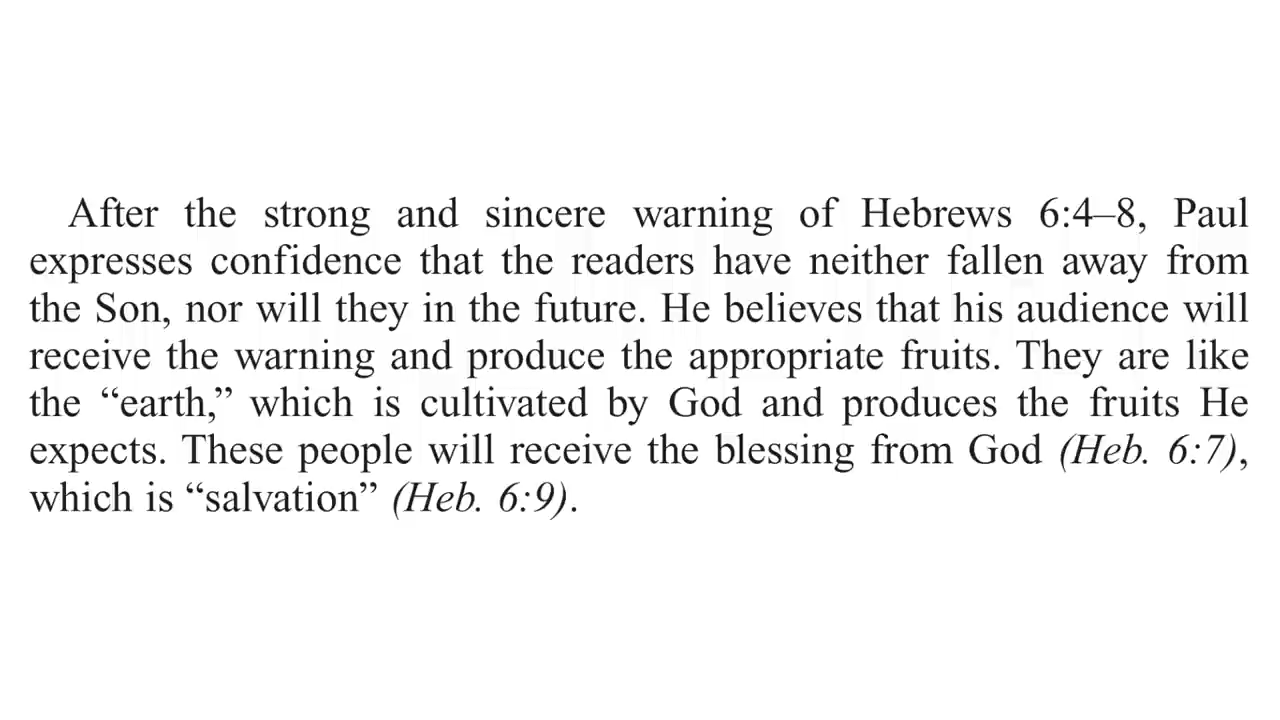 After the strong and sincere warning of Hebrews 6:4–8, Paul
expresses confidence that the readers have neither fallen away from
the Son, nor will they in the future. He believes that his audience will
receive the warning and produce the appropriate fruits. They are like
the “earth,” which is cultivated by God and produces the fruits He
expects. These people will receive the blessing from God (Heb. 6:7),
which is “salvation” (Heb. 6:9).